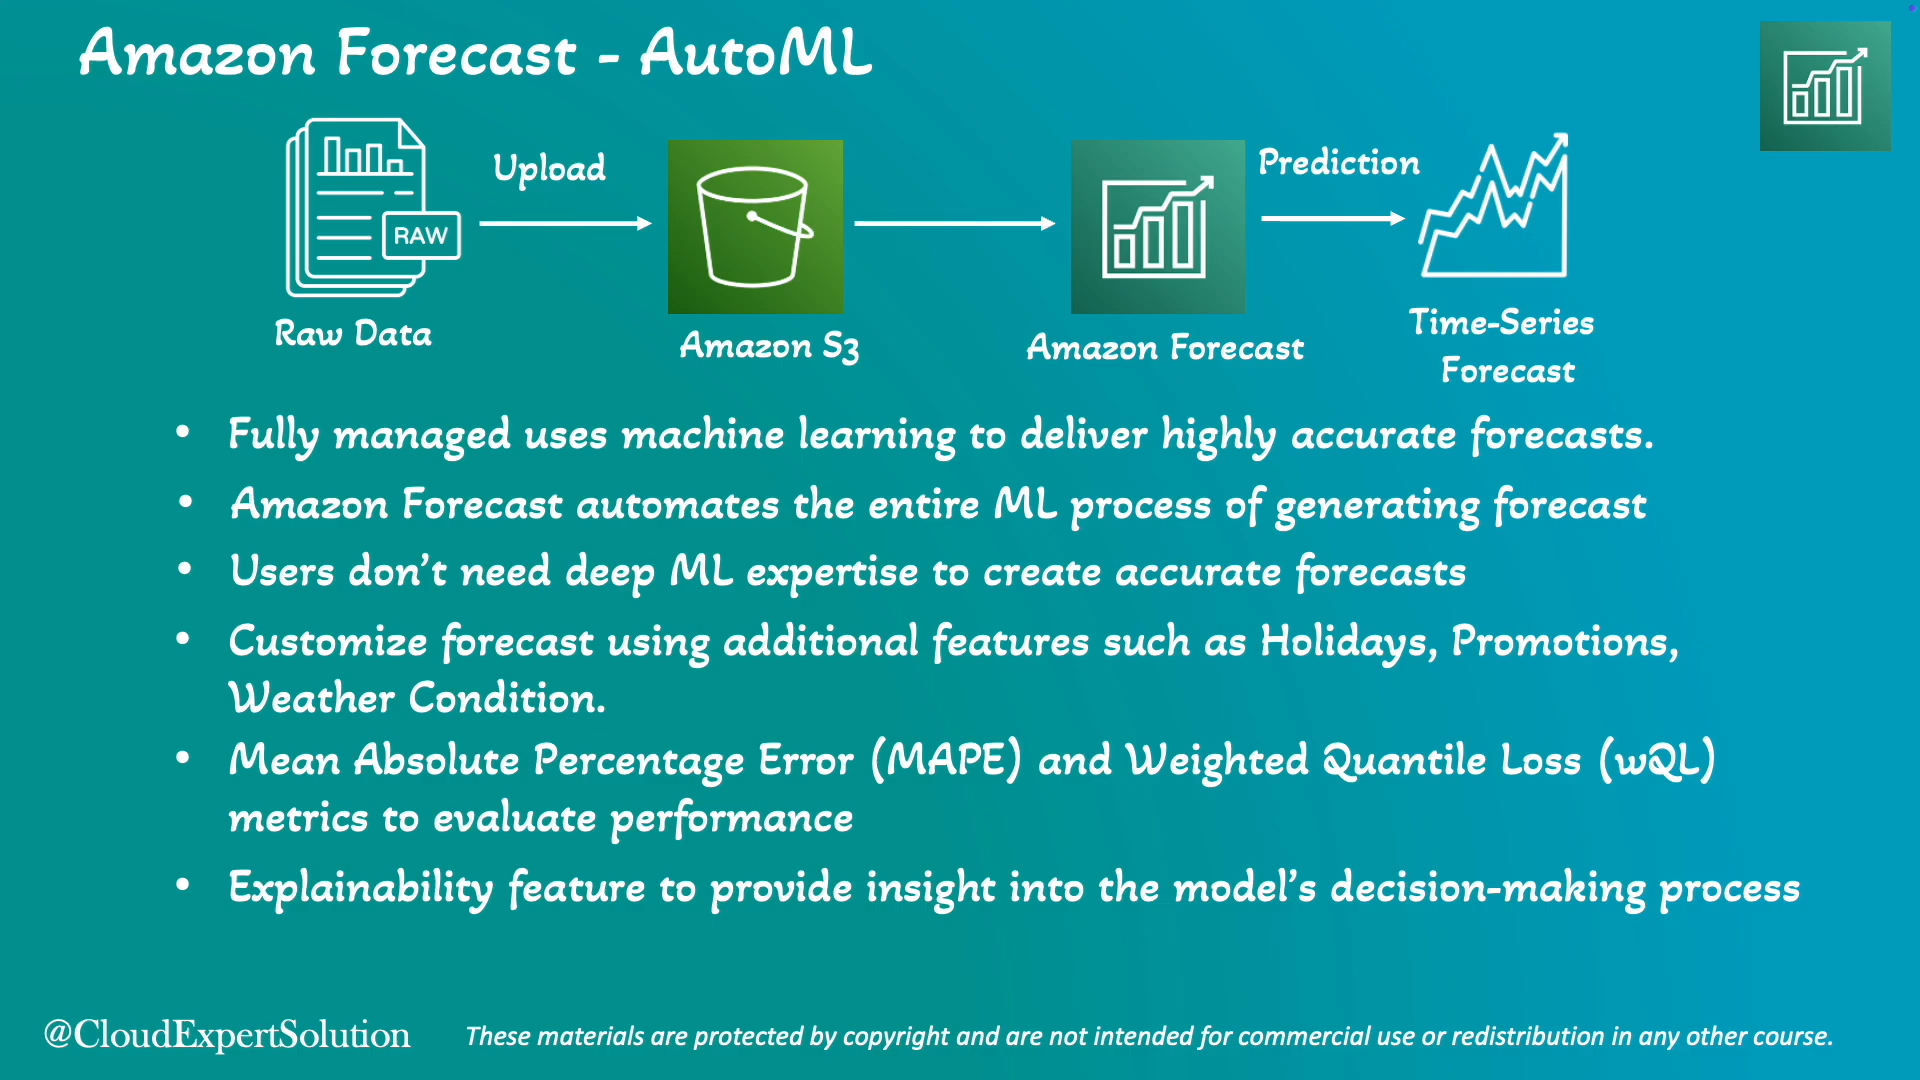 Amazon Forecast - AutoML
Upload
Prediction
RAW
Raw Data
Amazon S3
Amazon Forecast
Time-Series
Forecast
• Fully managed uses machine learning to deliver highly accurate forecasts.
• Amazon Forecast automates the entire ML process of generating forecast
• Users don’t need deep ML expertise to create accurate forecasts
• Customize forecast using additional features such as Holidays, Promotions,
Weather Condition.
• Mean Absolute Percentage Error (MAPE) and Weighted Quantile Loss (wQL)
metrics to evaluate performance
• Explainability feature to provide insight into the model’s decision-making process
@CloudExpertSolution
These materials are protected by copyright and are not intended for commercial use or redistribution in any other course.